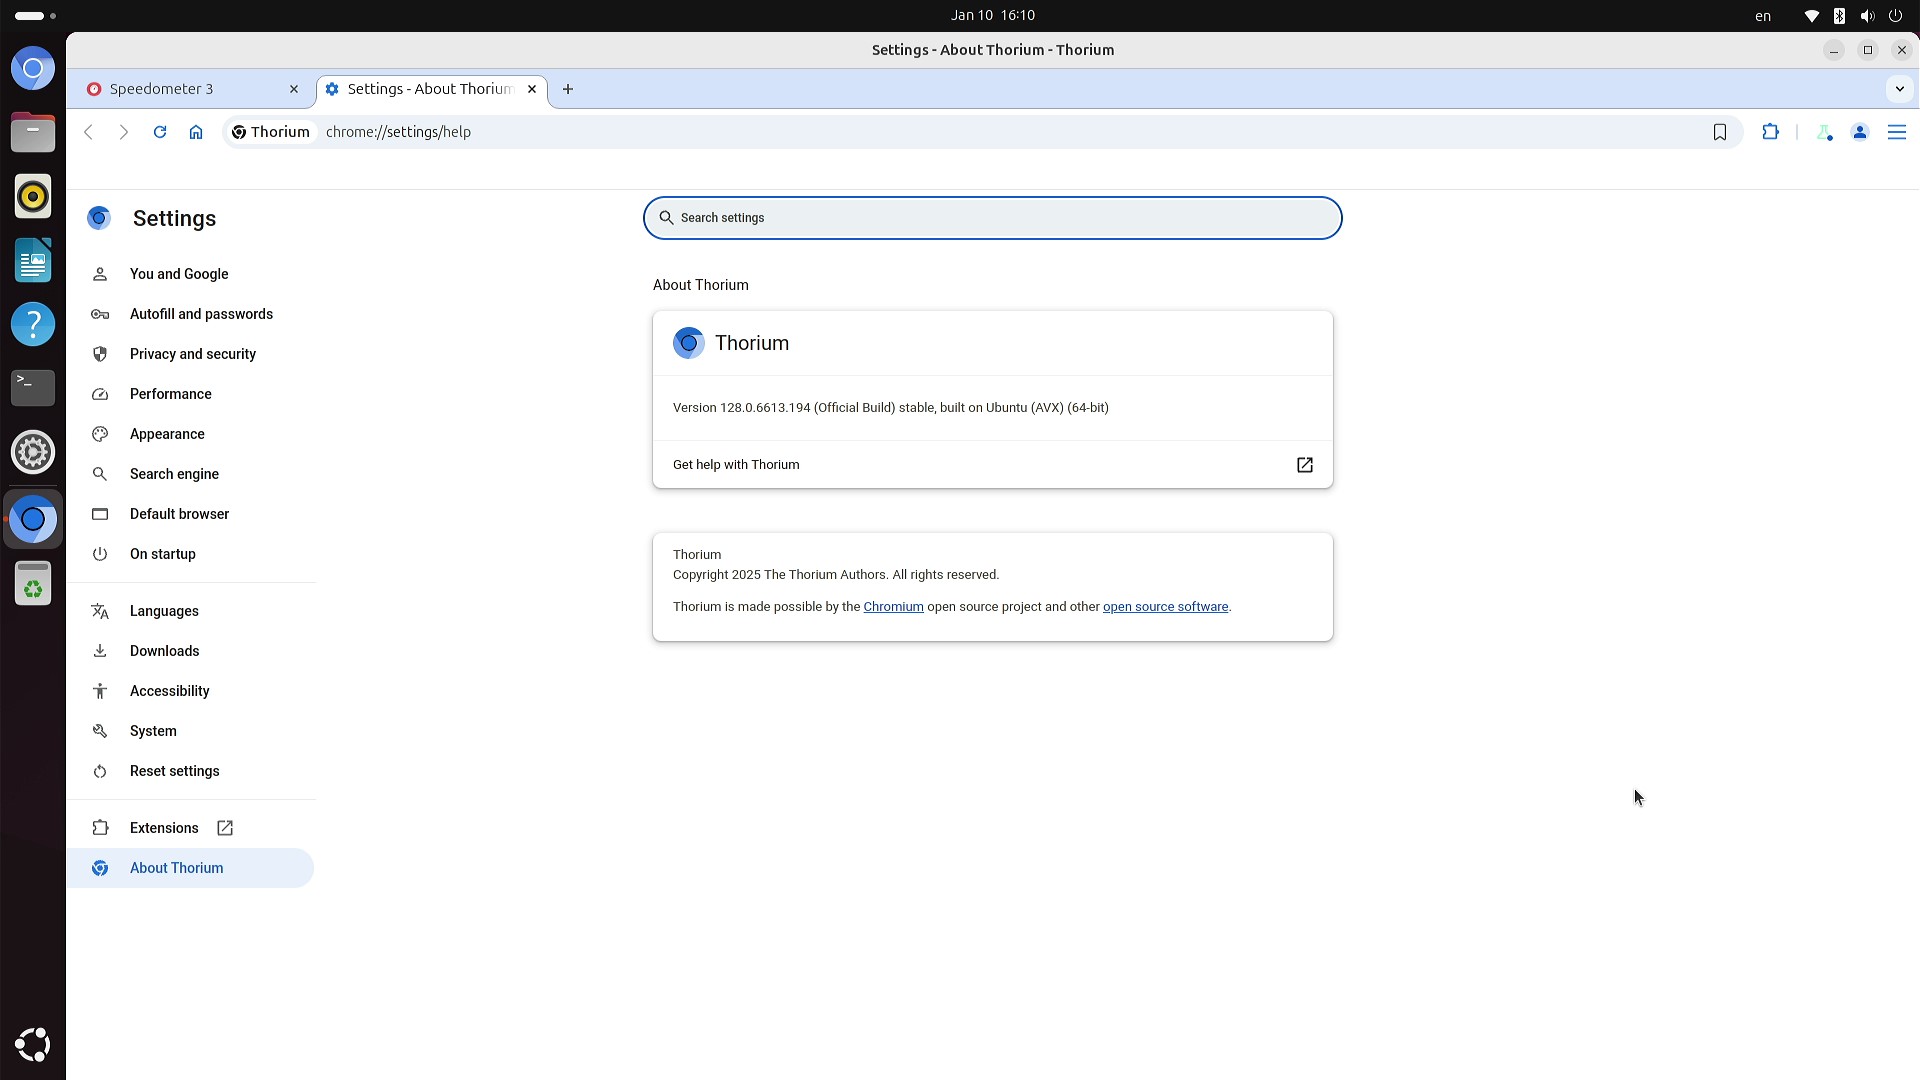 Jan 10 16:10
en
Settings - About Thorium - Thorium
Speedometer 3
Settings - About Thorium
Thorium
chrome://settings/help
Settings
Search settings
You and Google
Autofill and passwords
Privacy and security
Performance
Appearance
Search engine
Default browser
On startup
Languages
Downloads
Accessibility
System
Reset settings
Extensions
About Thorium
About Thorium
Thorium
Version 128.0.6613.194 (Official Build) stable, built on Ubuntu (AVX) (64-bit)
Get help with Thorium
Thorium
Copyright 2025 The Thorium Authors. All rights reserved.
Thorium is made possible by the Chromium open source project and other open source software.